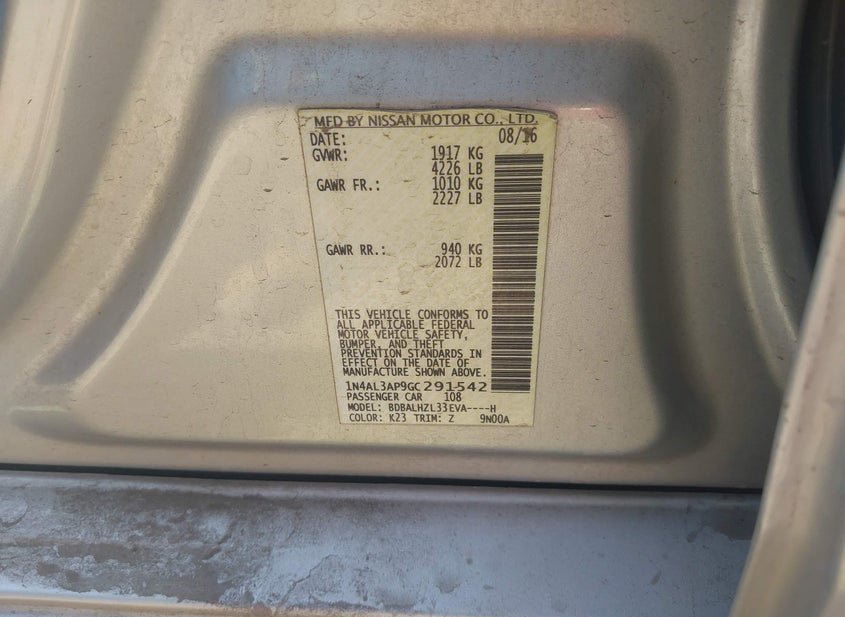 MFD BY NISSAN MOTOR CO., LTD.
DATE: 08/16
GVWR: 1917 KG
4226 LB
GAWR FR.: 1010 KG
2227 LB
GAWR RR.: 940 KG
2072 LB
THIS VEHICLE CONFORMS TO
ALL APPLICABLE FEDERAL
MOTOR VEHICLE SAFETY,
BUMPER, AND THEFT
PREVENTION STANDARDS IN
EFFECT ON THE DATE OF
MANUFACTURE SHOWN ABOVE.
1N4AL3AP9GC291542
PASSENGER CAR 108
MODEL: BDBALHZL33EVA----H
COLOR: K23 TRIM: Z 9N00A